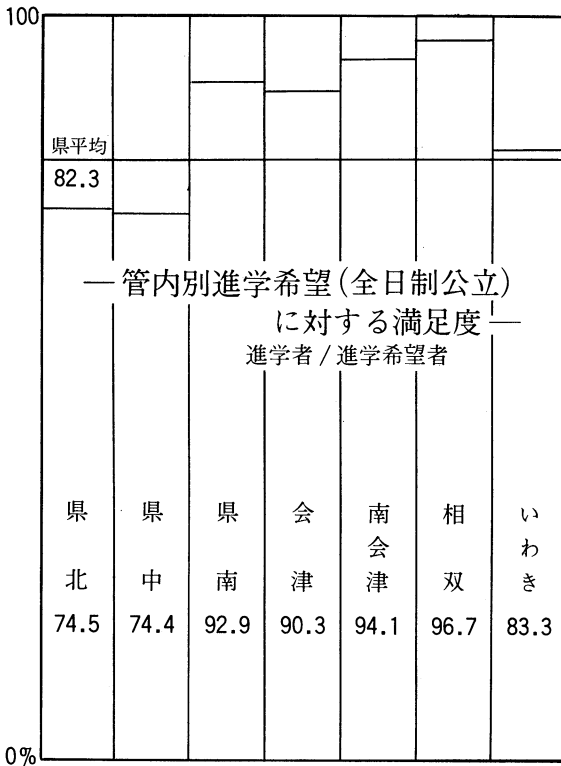 100
県平均
82.3
― 管内別進学希望(全日制公立)
に対する満足度 ―
進学者 / 進学希望者
県北 県中 県南 会津 南会津 相双 いわき
74.5 74.4 92.9 90.3 94.1 96.7 83.3
0%